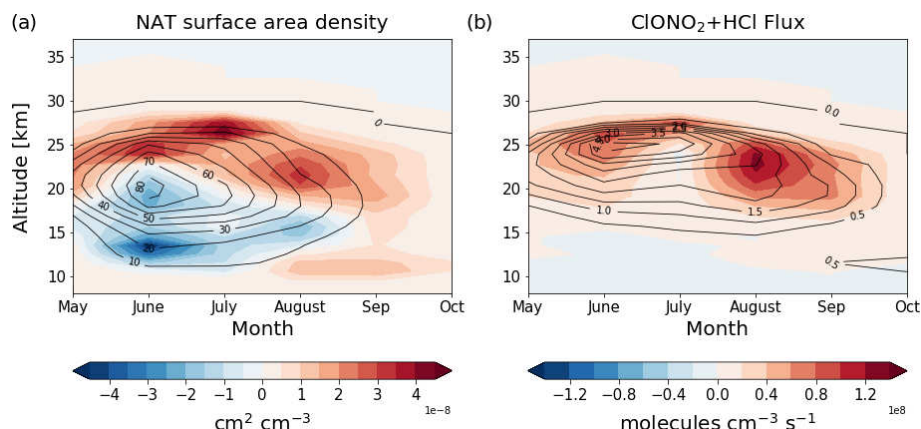 (a) NAT surface area density
(b) ClONO₂+HCl Flux
Altitude [km]
35
30
25
20
15
10
0
70
60
80
40
50
30
20
10
May June July August Sep Oct
Month
−4 −3 −2 −1 0 1 2 3 4
1e-8
cm² cm⁻³
35
30
25
20
15
10
0.0
3.5
1.0
1.5
0.5
0.5
May June July August Sep Oct
Month
−1.2 −0.8 −0.4 0.0 0.4 0.8 1.2
1e8
molecules cm⁻³ s⁻¹